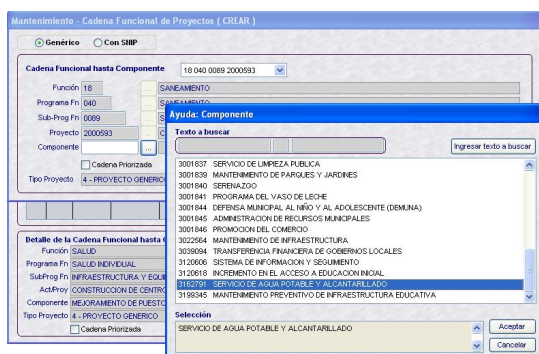 Mantenimiento - Cadena Funcional de Proyectos ( CREAR )
Genérico Con SNIP
Cadena Funcional hasta Componente 18 040 0089 2000593
Función 18 SANEAMIENTO
Programa Fn 040 SANEAMIENTO
Sub-Prog Fn 0089 S
Proyecto 2000593 C
Componente ...
Cadena Priorizada
Tipo Proyecto 4 - PROYECTO GENERICO
Detalle de la Cadena Funcional hasta
Función SALUD
Programa Fn SALUD INDIVIDUAL
SubProg Fn INFRAESTRUCTURA Y EQUI
Act/Proy CONSTRUCCION DE CENTRO
Componente MEJORAMIENTO DE PUESTO
Tipo Proyecto 4 - PROYECTO GENERICO
Cadena Priorizada
Ayuda: Componente
Texto a buscar
Ingresar texto a buscar
3001837 SERVICIO DE LIMPIEZA PUBLICA
3001839 MANTENIMIENTO DE PARQUES Y JARDINES
3001840 SERENAZGO
3001841 PROGRAMA DEL VASO DE LECHE
3001844 DEFENSA MUNICIPAL AL NIÑO Y AL ADOLESCENTE (DEMUNA)
3001845 ADMINISTRACION DE RECURSOS MUNICIPALES
3001846 PROMOCION DEL COMERCIO
3022564 MANTENIMIENTO DE INFRAESTRUCTURA
3039094 TRANSFERENCIA FINANCIERA DE GOBIERNOS LOCALES
3120606 SISTEMA DE INFORMACION Y SEGUIMIENTO
3120618 INCREMENTO EN EL ACCESO A EDUCACION INICIAL
3162791 SERVICIO DE AGUA POTABLE Y ALCANTARILLADO
3199345 MANTENIMIENTO PREVENTIVO DE INFRAESTRUCTURA EDUCATIVA
Selección
SERVICIO DE AGUA POTABLE Y ALCANTARILLADO
Aceptar
Cancelar